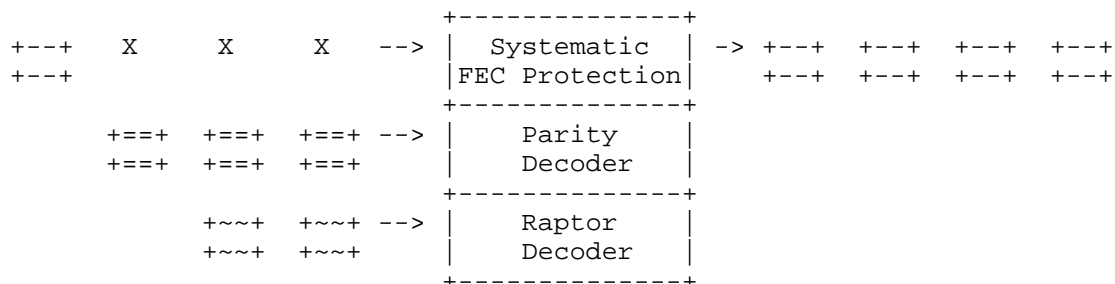 +--------------+
+--+    X      X      X    -->  |  Systematic  | -> +--+  +--+  +--+  +--+
+--+                            |FEC Protection|    +--+  +--+  +--+  +--+
                                   +--------------+
       +==+   +==+   +==+ -->   |    Parity    |
       +==+   +==+   +==+       |    Decoder   |
                                   +--------------+
              +~~+   +~~+ -->   |    Raptor    |
              +~~+   +~~+       |    Decoder   |
                                   +--------------+